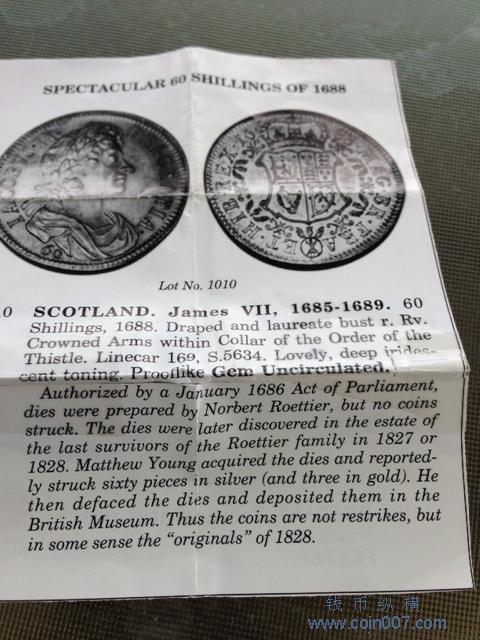 SPECTACULAR 60 SHILLINGS OF 1688
60
Lot No. 1010
SCOTLAND. James VII, 1685-1689. 60
Shillings, 1688. Draped and laureate bust r. Rv.
Crowned Arms within Collar of the Order of the
Thistle. Linecar 169, S.5634. Lovely, deep irides-
cent toning. Prooflike Gem Uncirculated.
Authorized by a January 1686 Act of Parliament,
dies were prepared by Norbert Roettier, but no coins
struck. The dies were later discovered in the estate of
the last survivors of the Roettier family in 1827 or
1828. Matthew Young acquired the dies and reported-
ly struck sixty pieces in silver (and three in gold). He
then defaced the dies and deposited them in the
British Museum. Thus the coins are not restrikes, but
in some sense the “originals” of 1828.
钱币纵横
www.coin007.com